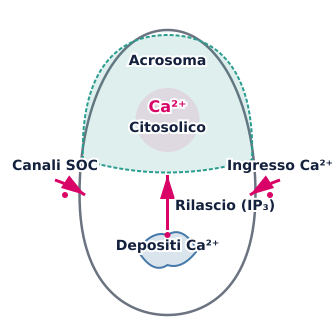 Acrosoma
Ca²⁺
Citosolico
Canali SOC
Ingresso Ca²⁺
Rilascio (IP₃)
Depositi Ca²⁺